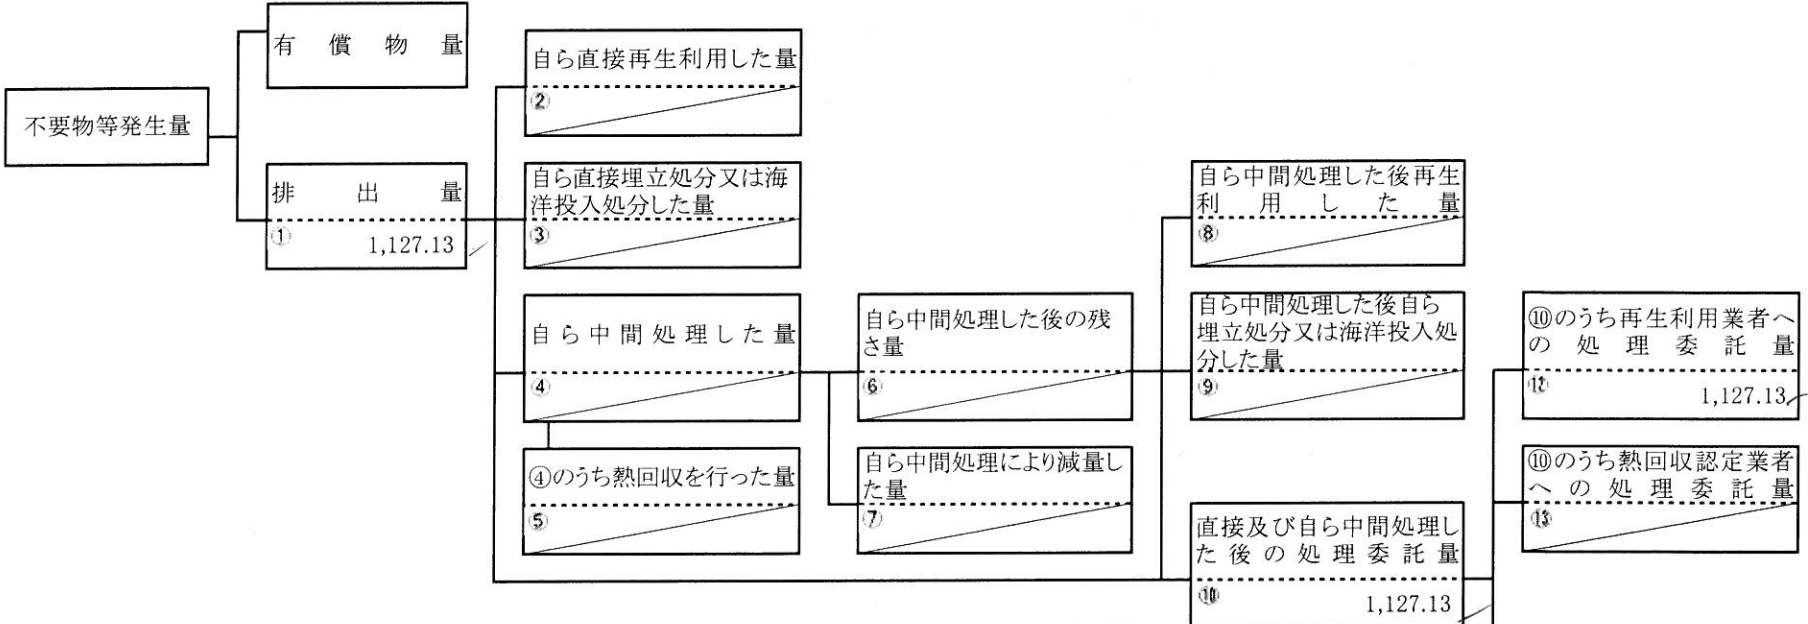 有償物量
不要物等発生量
排出量
①
1,127.13
自ら直接再生利用した量
②
自ら直接埋立処分又は海
洋投入処分した量
③
自ら中間処理した量
④
④のうち熱回収を行った量
⑤
自ら中間処理した後の残
さ量
⑥
自ら中間処理により減量し
た量
⑦
自ら中間処理した後再生
利用した量
⑧
自ら中間処理した後自ら
埋立処分又は海洋投入処
分した量
⑨
直接及び自ら中間処理し
た後の処理委託量
⑩
1,127.13
⑩のうち再生利用業者へ
の処理委託量
⑫
1,127.13
⑩のうち熱回収認定業者
への処理委託量
⑬